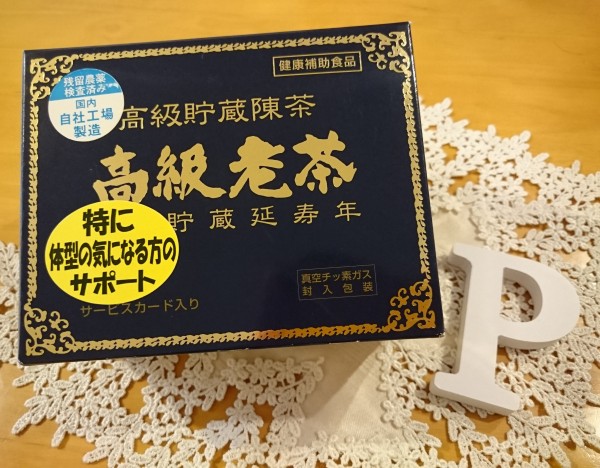 健康補助食品
残留農薬
検査済み
国内
自社工場
製造
高級貯蔵陳茶
高級老茶
貯蔵延寿年
特に
体型の気になる方の
サポート
サービスカード入り
真空チッ素ガス
封入包装
P